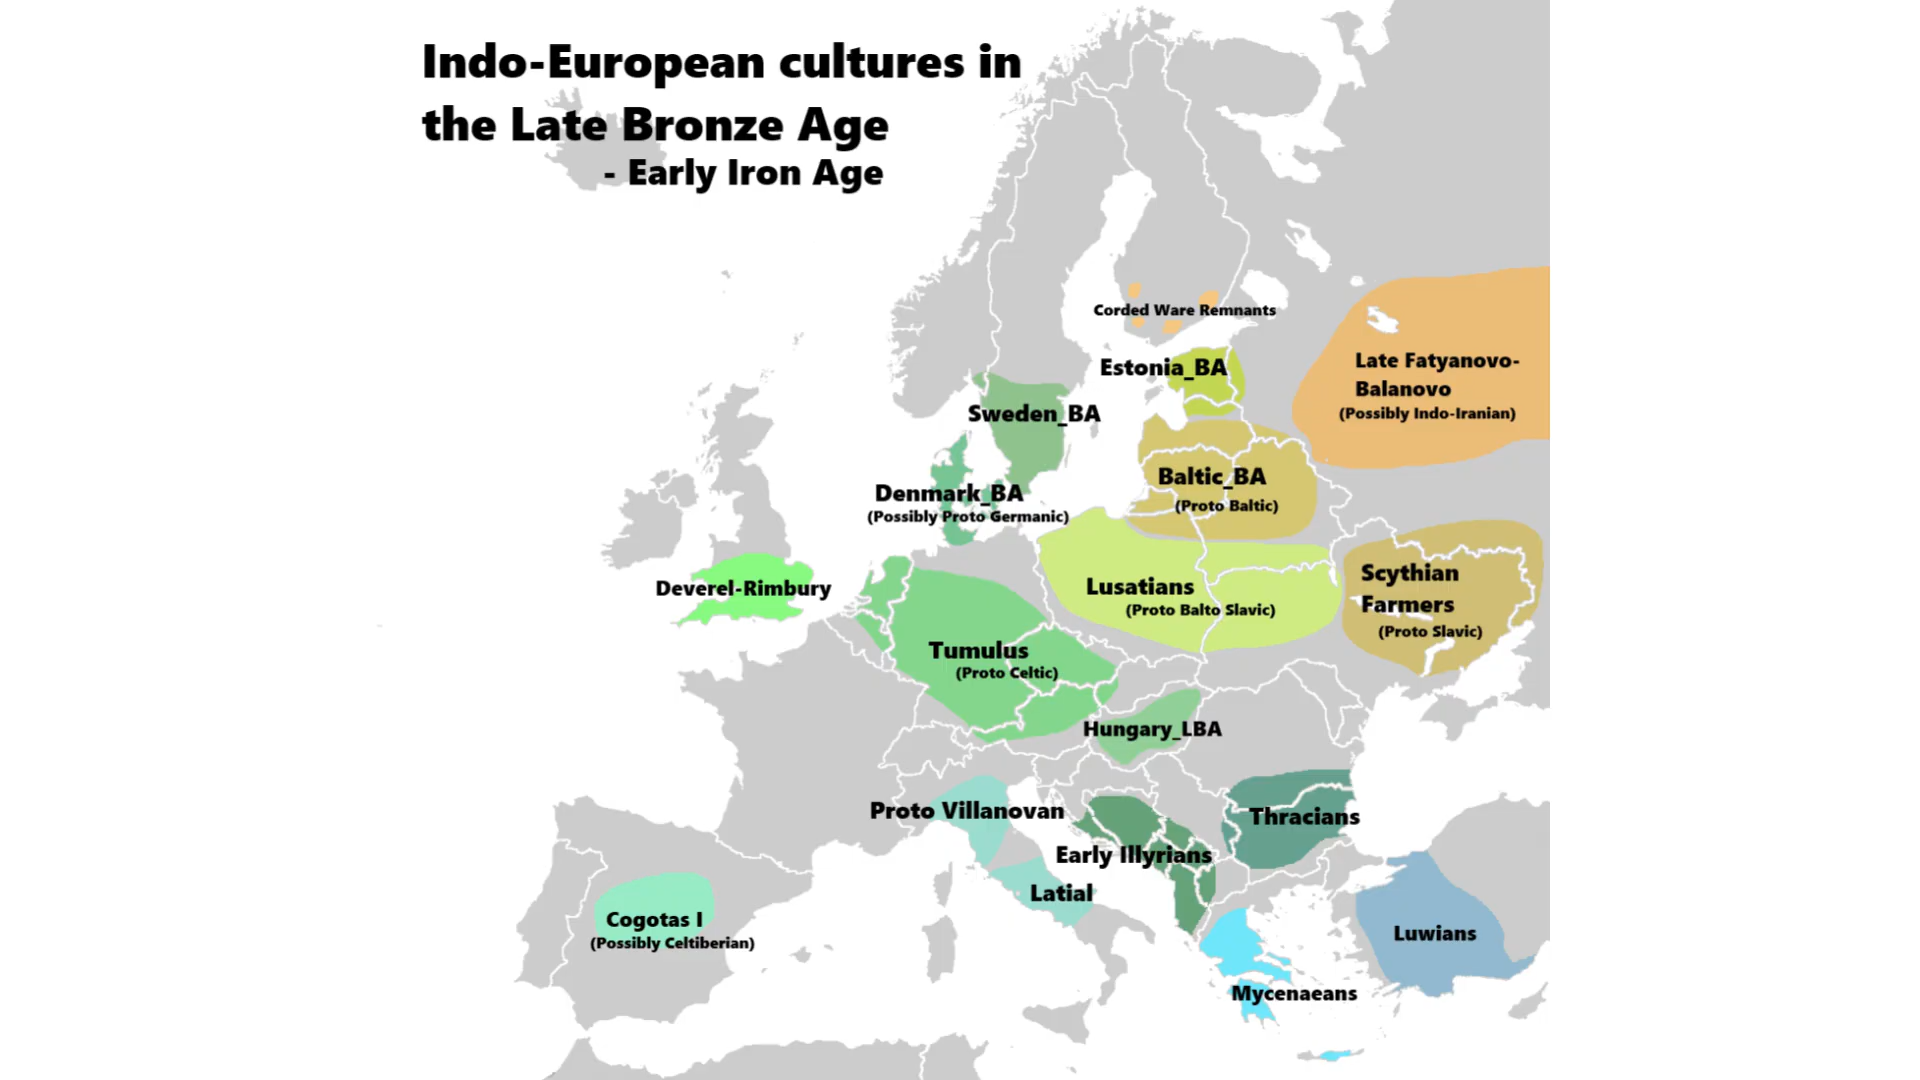 Indo-European cultures in
the Late Bronze Age
- Early Iron Age
Corded Ware Remnants
Estonia_BA
Late Fatyanovo-
Balanovo
(Possibly Indo-Iranian)
Sweden_BA
Baltic_BA
(Proto Baltic)
Denmark_BA
(Possibly Proto Germanic)
Deverel-Rimbury
Lusatians
(Proto Balto Slavic)
Scythian
Farmers
(Proto Slavic)
Tumulus
(Proto Celtic)
Hungary_LBA
Proto Villanovan
Thracians
Early Illyrians
Latial
Cogotas I
(Possibly Celtiberian)
Luwians
Mycenaeans